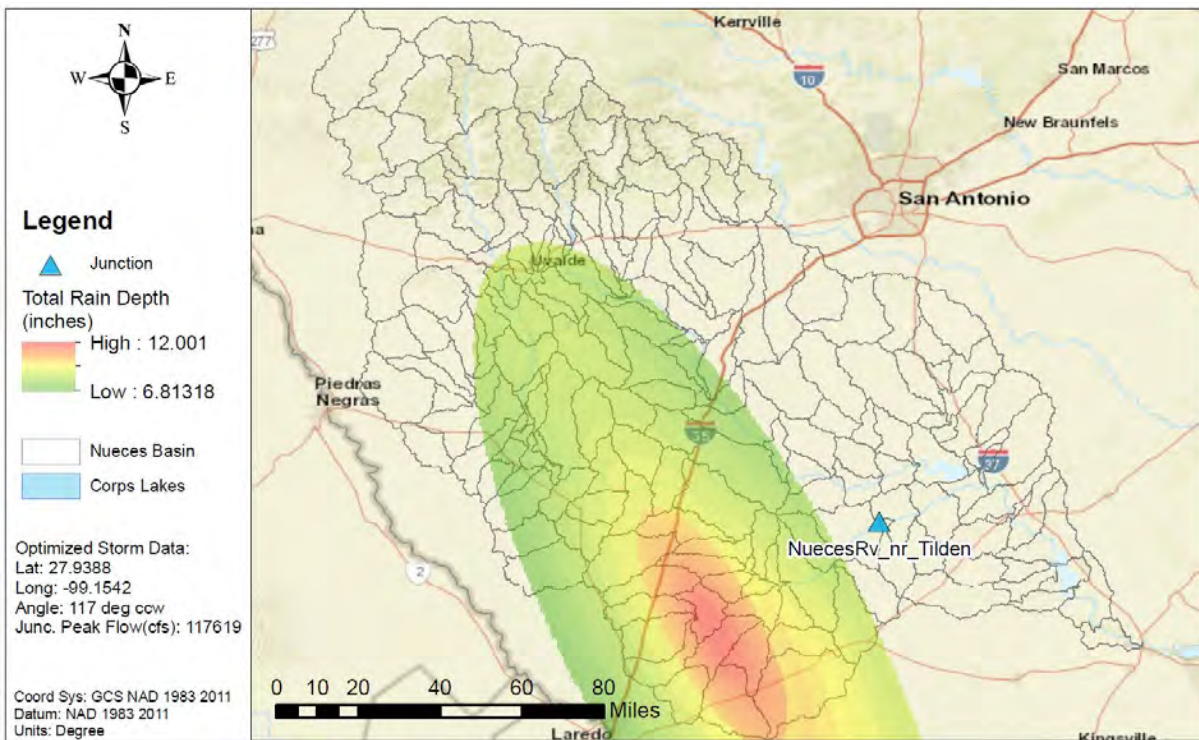 N
W E
S
Legend
Junction
Total Rain Depth
(inches)
High : 12.001
Low : 6.81318
Nueces Basin
Corps Lakes
Optimized Storm Data:
Lat: 27.9388
Long: -99.1542
Angle: 117 deg ccw
Junc. Peak Flow(cfs): 117619
Coord Sys: GCS NAD 1983 2011
Datum: NAD 1983 2011
Units: Degree
277
Kerrville
10
San Marcos
New Braunfels
San Antonio
na
Uvalde
Piedras
Negras
35
37
NuecesRv_nr_Tilden
2
0 10 20 40 60 80
Miles
Laredo
Kingsville